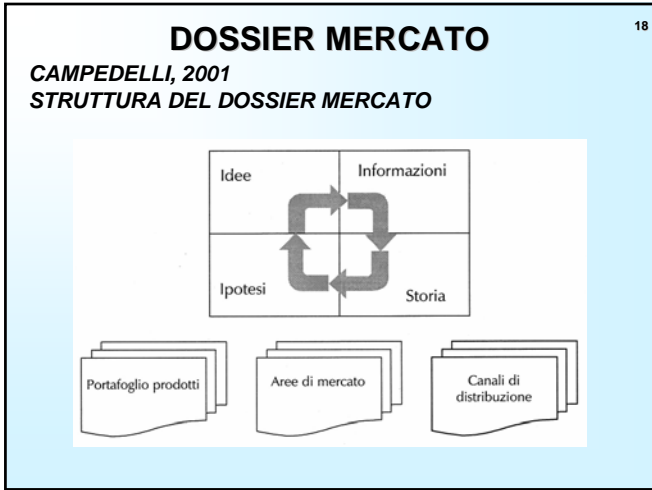 DOSSIER MERCATO
18
CAMPEDELLI, 2001
STRUTTURA DEL DOSSIER MERCATO
Idee
Informazioni
Ipotesi
Storia
Portafoglio prodotti
Aree di mercato
Canali di
distribuzione